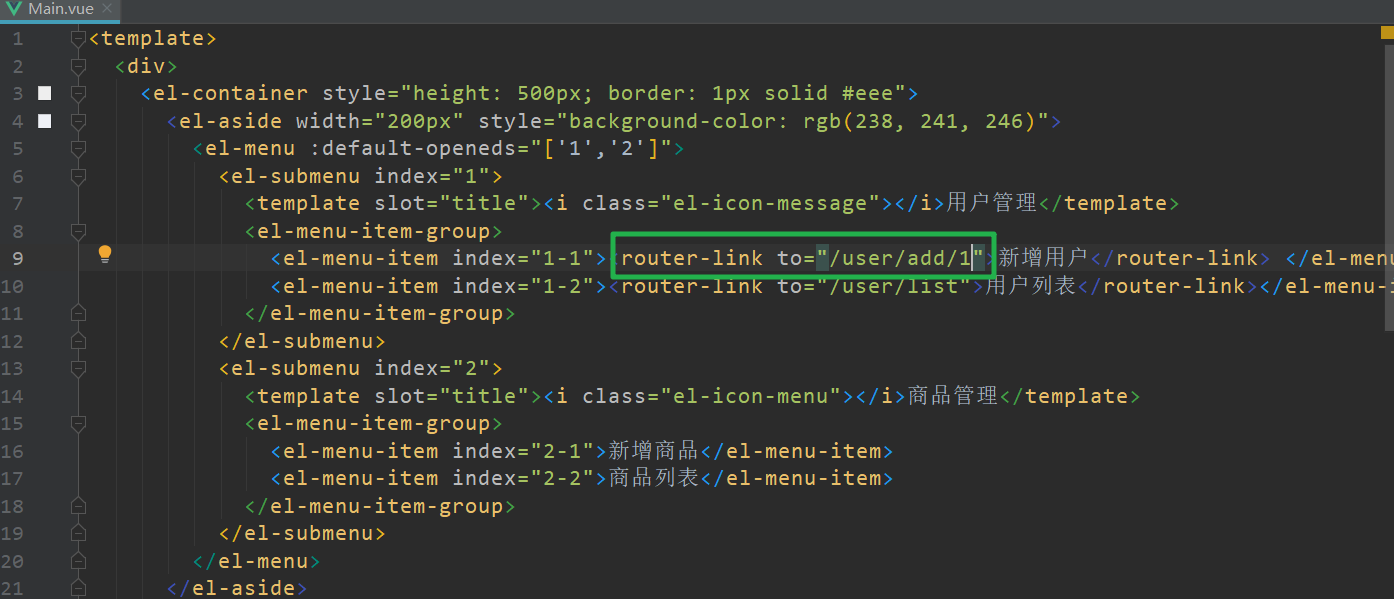 Main.vue
1 <template>
2 <div>
3 <el-container style="height: 500px; border: 1px solid #eee">
4 <el-aside width="200px" style="background-color: rgb(238, 241, 246)">
5 <el-menu :default-openeds="['1','2']">
6 <el-submenu index="1">
7 <template slot="title"><i class="el-icon-message"></i>用户管理</template>
8 <el-menu-item-group>
9 <el-menu-item index="1-1"><router-link to="/user/add/1">新增用户</router-link> </el-menu
10 <el-menu-item index="1-2"><router-link to="/user/list">用户列表</router-link></el-menu-i
11 </el-menu-item-group>
12 </el-submenu>
13 <el-submenu index="2">
14 <template slot="title"><i class="el-icon-menu"></i>商品管理</template>
15 <el-menu-item-group>
16 <el-menu-item index="2-1">新增商品</el-menu-item>
17 <el-menu-item index="2-2">商品列表</el-menu-item>
18 </el-menu-item-group>
19 </el-submenu>
20 </el-menu>
21 </el-aside>